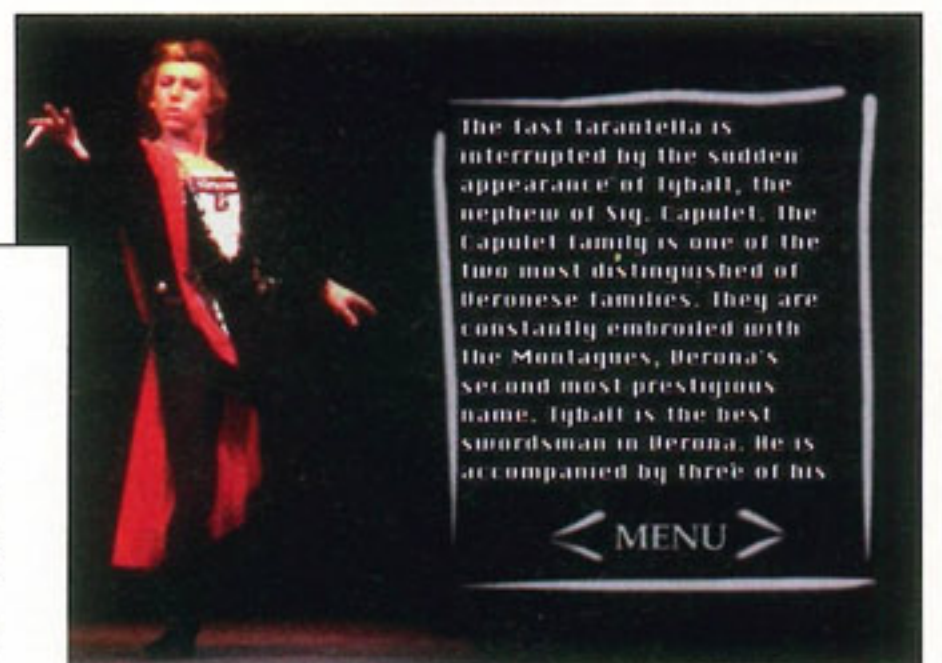 The fast tarantella is
interrupted by the sudden
appearance of Tybalt, the
nephew of Sig. Capulet. The
Capulet family is one of the
two most distinguished of
Veronese families. They are
constantly embroiled with
the Montagues, Verona's
second most prestigious
name. Tybalt is the best
swordsman in Verona. He is
accompanied by three of his
< MENU >